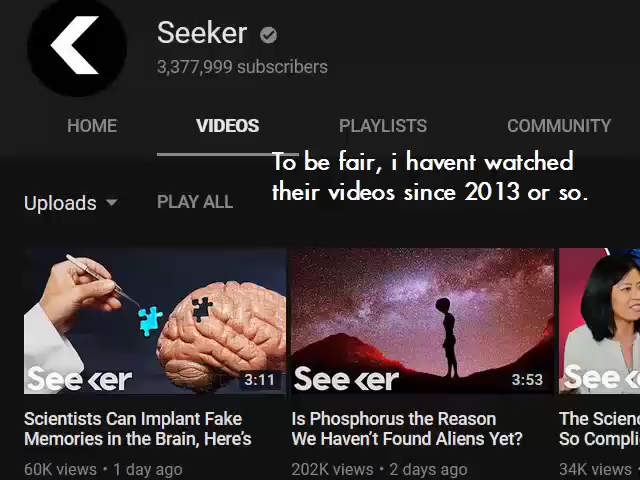 Seeker
3,377,999 subscribers
HOME VIDEOS PLAYLISTS COMMUNITY
To be fair, i havent watched
their videos since 2013 or so.
Uploads PLAY ALL
Seeker 3:11 Seeker 3:53
Scientists Can Implant Fake
Memories in the Brain, Here's
60K views • 1 day ago
Is Phosphorus the Reason
We Haven't Found Aliens Yet?
202K views • 2 days ago
The
So
34K views